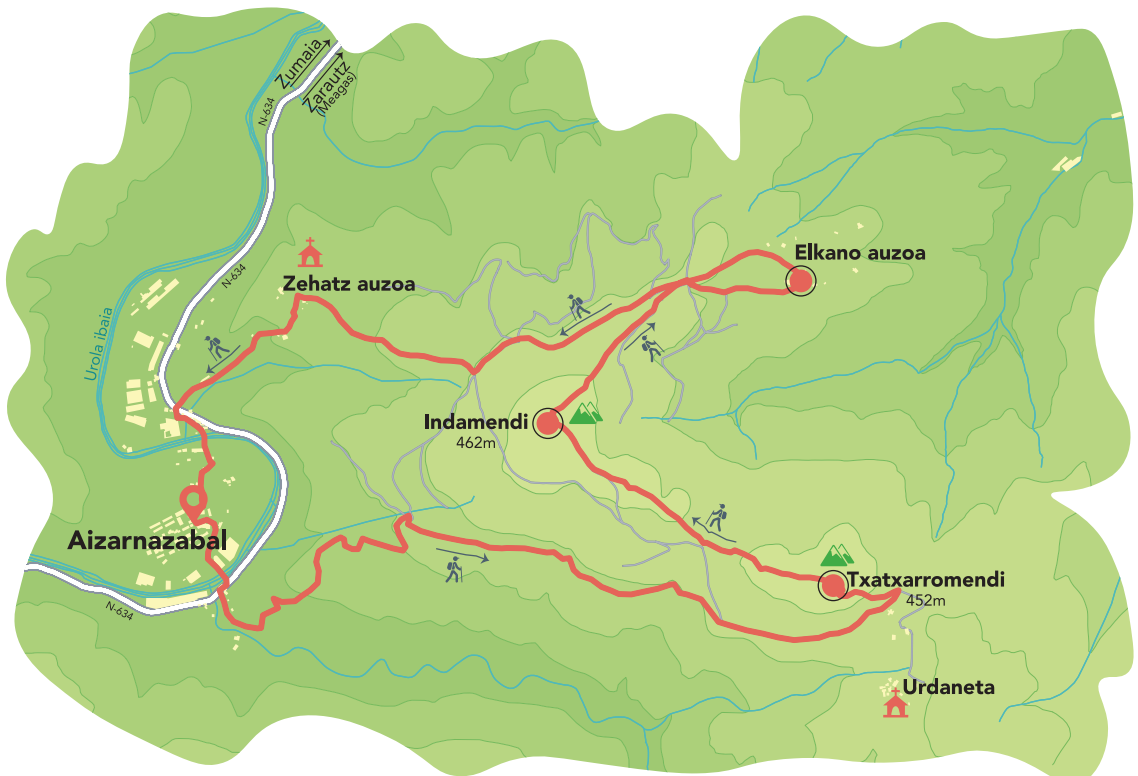 Zumaia
Zarautz
(Meagas)
N-634
Elkano auzoa
Zehatz auzoa
N-634
Urola ibaia
Indamendi
462m
Aizarnazabal
Txatxarromendi
452m
N-634
Urdaneta